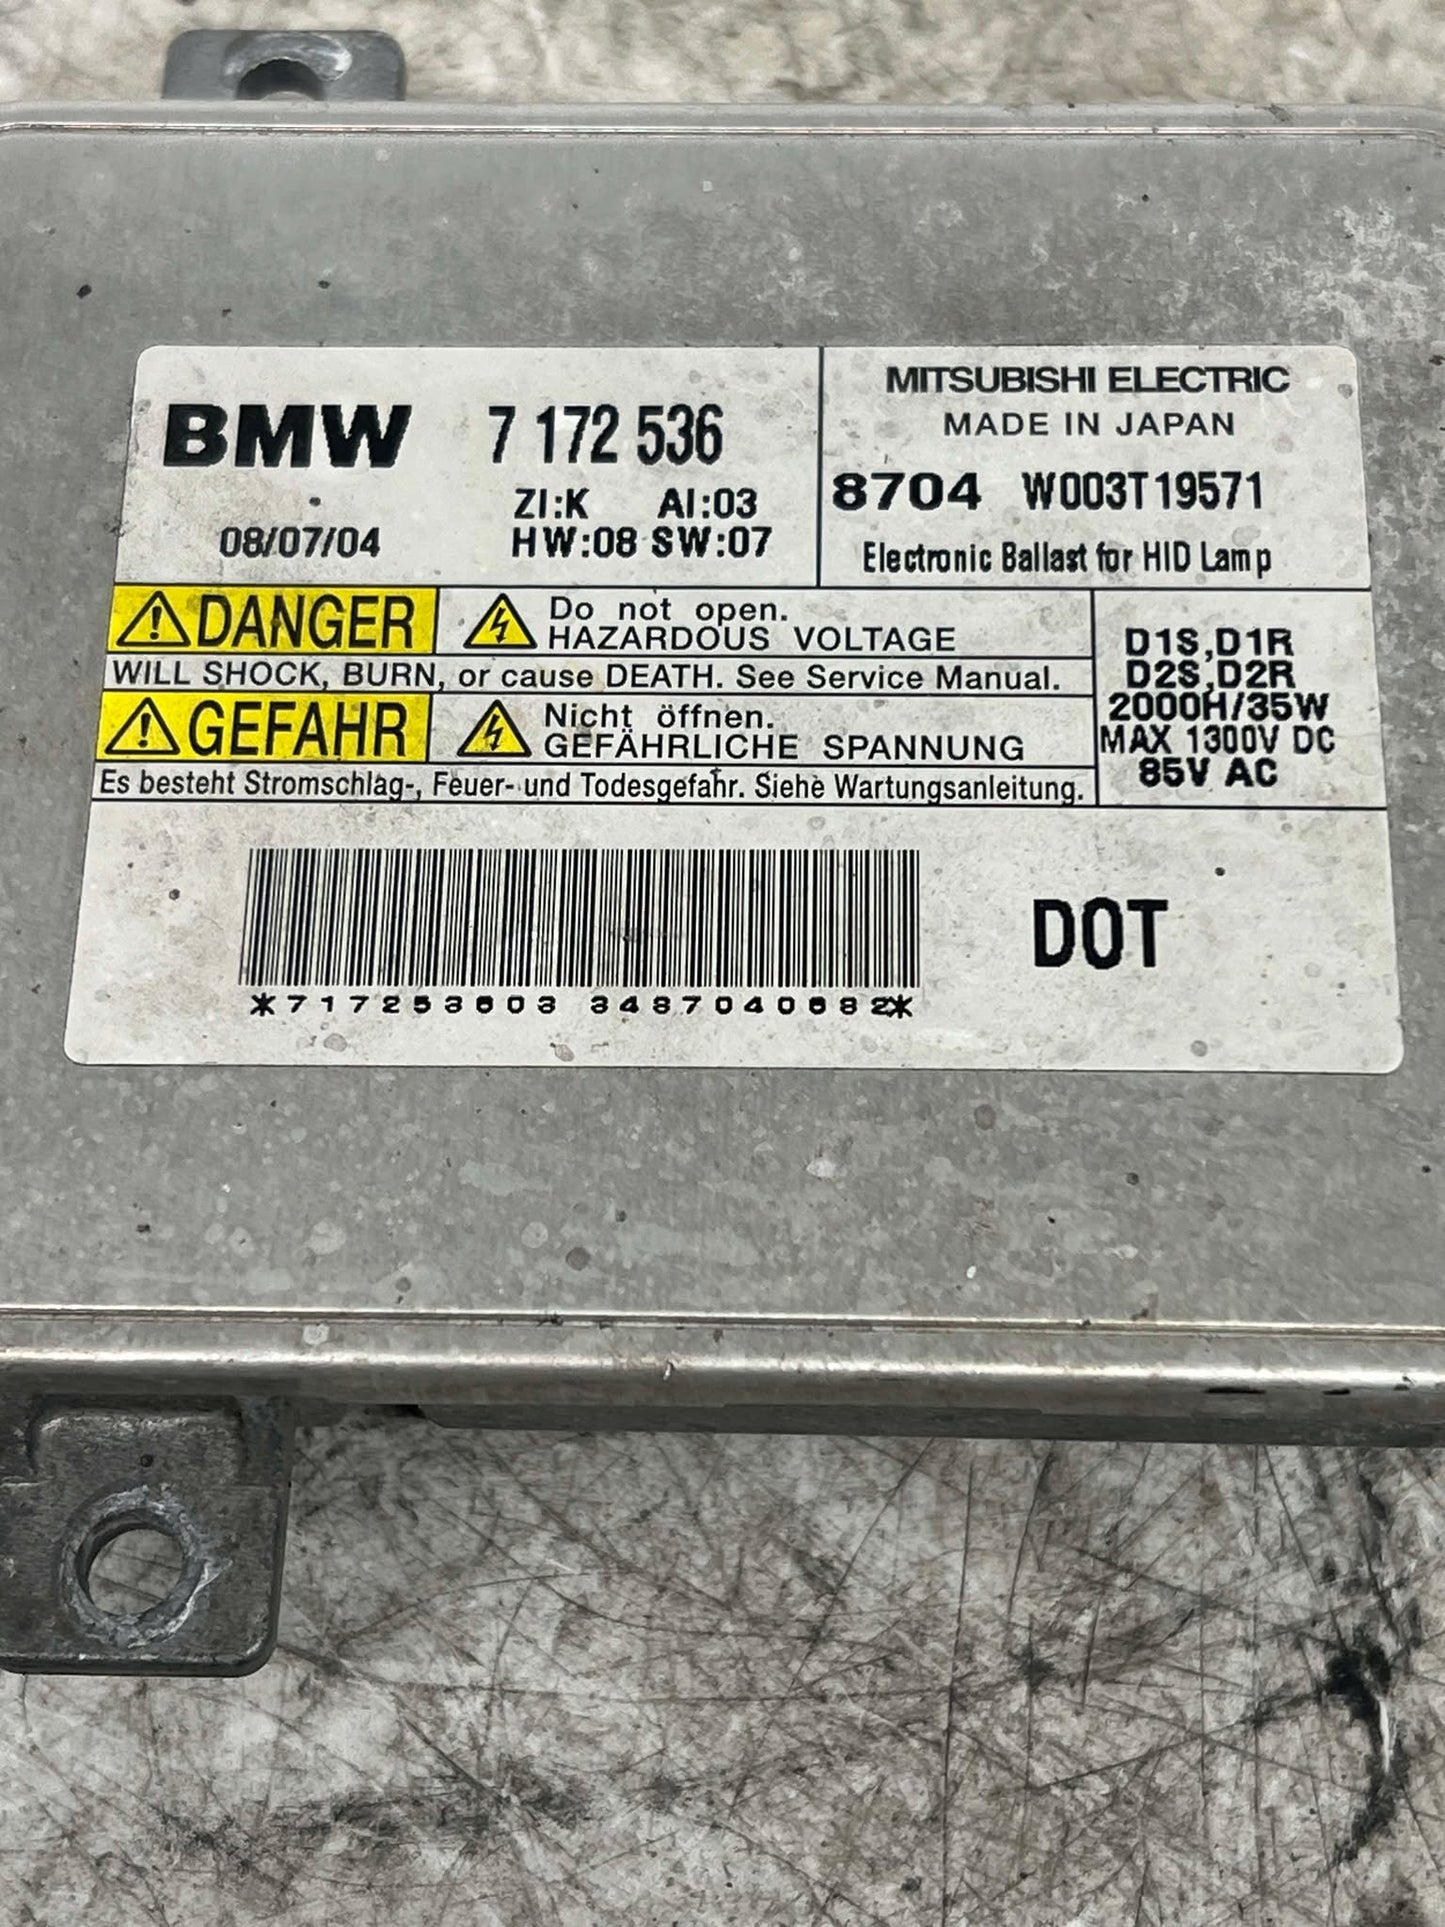 BMW 7 172 536
ZI:K AI:03
08/07/04 HW:08 SW:07
MITSUBISHI ELECTRIC
MADE IN JAPAN
8704 W003T19571
Electronic Ballast for HID Lamp
DANGER Do not open.
HAZARDOUS VOLTAGE
WILL SHOCK, BURN, or cause DEATH. See Service Manual.
GEFAHR Nicht öffnen.
GEFÄHRLICHE SPANNUNG
Es besteht Stromschlag-, Feuer- und Todesgefahr. Siehe Wartungsanleitung.
D1S,D1R
D2S,D2R
2000H/35W
MAX 1300V DC
85V AC
*717253603 3487040682*
DOT